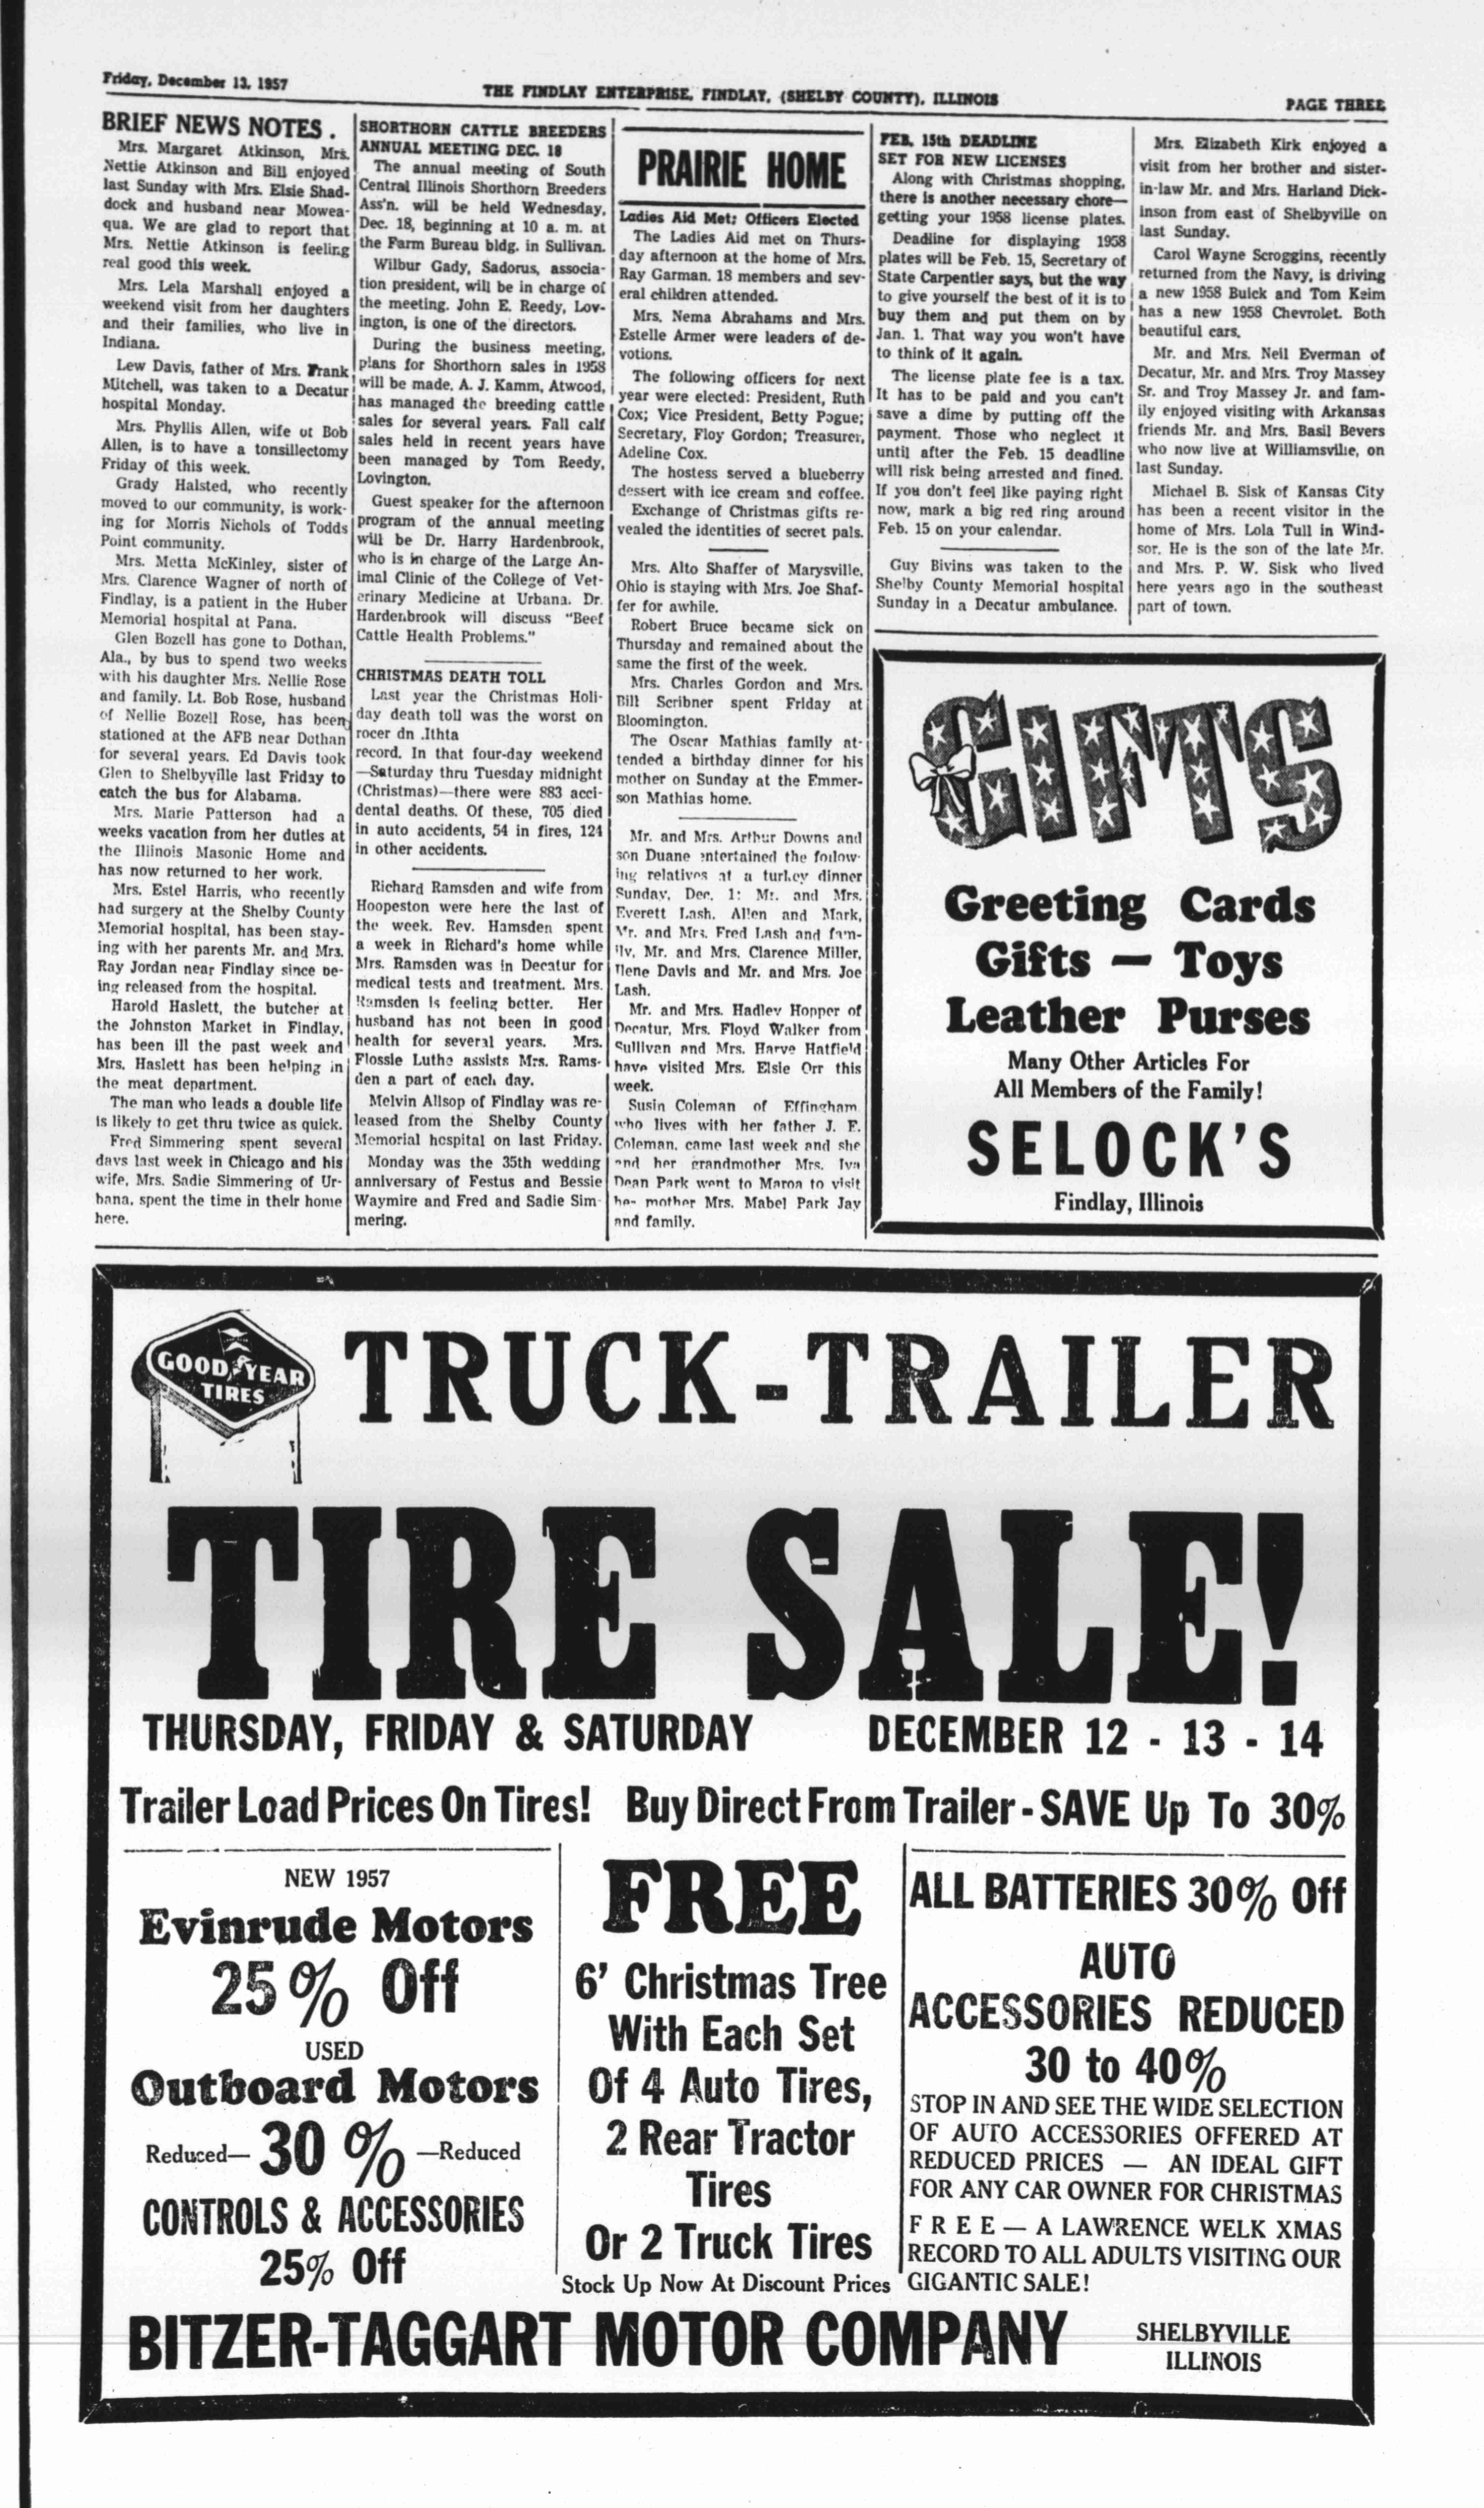 Friday, December 13, 1957
THE FINDLAY ENTERPRISE, FINDLAY, (SHELBY COUNTY), ILLINOIS
PAGE THREE
BRIEF NEWS NOTES .
Mrs. Margaret Atkinson, Mrs.
Nettie Atkinson and Bill enjoyed
last Sunday with Mrs. Elsie Shad-
dock and husband near Mowea-
qua. We are glad to report that
Mrs. Nettie Atkinson is feeling
real good this week.
Mrs. Lela Marshall enjoyed a
weekend visit from her daughters
and their families, who live in
Indiana.
Lew Davis, father of Mrs. Frank
Mitchell, was taken to a Decatur
hospital Monday.
Mrs. Phyllis Allen, wife of Bob
Allen, is to have a tonsillectomy
Friday of this week.
Grady Halsted, who recently
moved to our community, is work-
ing for Morris Nichols of Todds
Point community.
Mrs. Metta McKinley, sister of
Mrs. Clarence Wagner of north of
Findlay, is a patient in the Huber
Memorial hospital at Pana.
Glen Bozell has gone to Dothan,
Ala., by bus to spend two weeks
with his daughter Mrs. Nellie Rose
and family. Lt. Bob Rose, husband
of Nellie Bozell Rose, has been
stationed at the AFB near Dothan
for several years. Ed Davis took
Glen to Shelbyville last Friday to
catch the bus for Alabama.
Mrs. Marie Patterson had a
weeks vacation from her duties at
the Illinois Masonic Home and
has now returned to her work.
Mrs. Estel Harris, who recently
had surgery at the Shelby County
Memorial hospital, has been stay-
ing with her parents Mr. and Mrs.
Ray Jordan near Findlay since be-
ing released from the hospital.
Harold Haslett, the butcher at
the Johnston Market in Findlay,
has been ill the past week and
Mrs. Haslett has been helping in
the meat department.
The man who leads a double life
is likely to get thru twice as quick.
Fred Simmering spent several
days last week in Chicago and his
wife, Mrs. Sadie Simmering of Ur-
bana, spent the time in their home
here.
SHORTHORN CATTLE BREEDERS
ANNUAL MEETING DEC. 18
The annual meeting of South
Central Illinois Shorthorn Breeders
Ass'n. will be held Wednesday,
Dec. 18, beginning at 10 a. m. at
the Farm Bureau bldg. in Sullivan.
Wilbur Gady, Sadorus, associa-
tion president, will be in charge of
the meeting. John E. Reedy, Lov-
ington, is one of the directors.
During the business meeting,
plans for Shorthorn sales in 1958
will be made. A. J. Kamm, Atwood,
has managed the breeding cattle
sales for several years. Fall calf
sales held in recent years have
been managed by Tom Reedy,
Lovington.
Guest speaker for the afternoon
program of the annual meeting
will be Dr. Harry Hardenbrook,
who is in charge of the Large An-
imal Clinic of the College of Vet-
erinary Medicine at Urbana. Dr.
Hardenbrook will discuss "Beef
Cattle Health Problems."
CHRISTMAS DEATH TOLL
Last year the Christmas Holi-
day death toll was the worst on
rocer dn .Ithta
record. In that four-day weekend
—Saturday thru Tuesday midnight
(Christmas)—there were 883 acci-
dental deaths. Of these, 705 died
in auto accidents, 54 in fires, 124
in other accidents.
Richard Ramsden and wife from
Hoopeston were here the last of
the week. Rev. Hamsden spent
a week in Richard's home while
Mrs. Ramsden was in Decatur for
medical tests and treatment. Mrs.
Ramsden is feeling better. Her
husband has not been in good
health for several years. Mrs.
Flossie Luthe assists Mrs. Rams-
den a part of each day.
Melvin Allsop of Findlay was re-
leased from the Shelby County
Memorial hospital on last Friday.
Monday was the 35th wedding
anniversary of Festus and Bessie
Waymire and Fred and Sadie Sim-
mering.
PRAIRIE HOME
Ladies Aid Met; Officers Elected
The Ladies Aid met on Thurs-
day afternoon at the home of Mrs.
Ray Garman. 18 members and sev-
eral children attended.
Mrs. Nema Abrahams and Mrs.
Estelle Armer were leaders of de-
votions.
The following officers for next
year were elected: President, Ruth
Cox; Vice President, Betty Pogue;
Secretary, Floy Gordon; Treasurer,
Adeline Cox.
The hostess served a blueberry
dessert with ice cream and coffee.
Exchange of Christmas gifts re-
vealed the identities of secret pals.
Mrs. Alto Shaffer of Marysville,
Ohio is staying with Mrs. Joe Shaf-
fer for awhile.
Robert Bruce became sick on
Thursday and remained about the
same the first of the week.
Mrs. Charles Gordon and Mrs.
Bill Scribner spent Friday at
Bloomington.
The Oscar Mathias family at-
tended a birthday dinner for his
mother on Sunday at the Emmer-
son Mathias home.
Mr. and Mrs. Arthur Downs and
son Duane entertained the follow-
ing relatives at a turkey dinner
Sunday, Dec. 1: Mr. and Mrs.
Everett Lash, Allen and Mark,
Mr. and Mrs. Fred Lash and fam-
ily, Mr. and Mrs. Clarence Miller,
Ilene Davis and Mr. and Mrs. Joe
Lash.
Mr. and Mrs. Hadley Hopper of
Decatur, Mrs. Floyd Walker from
Sullivan and Mrs. Harve Hatfield
have visited Mrs. Elsie Orr this
week.
Susin Coleman of Effingham
who lives with her father J. F.
Coleman, came last week and she
and her grandmother Mrs. Iva
Dean Park went to Maroa to visit
her mother Mrs. Mabel Park Jay
and family.
FEB. 15th DEADLINE
SET FOR NEW LICENSES
Along with Christmas shopping,
there is another necessary chore—
getting your 1958 license plates.
Deadline for displaying 1958
plates will be Feb. 15, Secretary of
State Carpentier says, but the way
to give yourself the best of it is to
buy them and put them on by
Jan. 1. That way you won't have
to think of it again.
The license plate fee is a tax.
It has to be paid and you can't
save a dime by putting off the
payment. Those who neglect it
until after the Feb. 15 deadline
will risk being arrested and fined.
If you don't feel like paying right
now, mark a big red ring around
Feb. 15 on your calendar.
Guy Bivins was taken to the
Shelby County Memorial hospital
Sunday in a Decatur ambulance.
Mrs. Elizabeth Kirk enjoyed a
visit from her brother and sister-
in-law Mr. and Mrs. Harland Dick-
inson from east of Shelbyville on
last Sunday.
Carol Wayne Scroggins, recently
returned from the Navy, is driving
a new 1958 Buick and Tom Keim
has a new 1958 Chevrolet. Both
beautiful cars.
Mr. and Mrs. Neil Everman of
Decatur, Mr. and Mrs. Troy Massey
Sr. and Troy Massey Jr. and fam-
ily enjoyed visiting with Arkansas
friends Mr. and Mrs. Basil Bevers
who now live at Williamsville, on
last Sunday.
Michael B. Sisk of Kansas City
has been a recent visitor in the
home of Mrs. Lola Tull in Wind-
sor. He is the son of the late Mr.
and Mrs. P. W. Sisk who lived
here years ago in the southeast
part of town.
GIFTS
Greeting Cards
Gifts — Toys
Leather Purses
Many Other Articles For
All Members of the Family!
SELOCK'S
Findlay, Illinois
GOODYEAR
TIRES
TRUCK-TRAILER
TIRE SALE!
THURSDAY, FRIDAY & SATURDAY DECEMBER 12 - 13 - 14
Trailer Load Prices On Tires! Buy Direct From Trailer - SAVE Up To 30%
NEW 1957
Evinrude Motors
25% Off
USED
Outboard Motors
Reduced— 30 % —Reduced
CONTROLS & ACCESSORIES
25% Off
FREE
6' Christmas Tree
With Each Set
Of 4 Auto Tires,
2 Rear Tractor
Tires
Or 2 Truck Tires
Stock Up Now At Discount Prices
ALL BATTERIES 30% Off
AUTO
ACCESSORIES REDUCED
30 to 40%
STOP IN AND SEE THE WIDE SELECTION
OF AUTO ACCESSORIES OFFERED AT
REDUCED PRICES — AN IDEAL GIFT
FOR ANY CAR OWNER FOR CHRISTMAS
FREE — A LAWRENCE WELK XMAS
RECORD TO ALL ADULTS VISITING OUR
GIGANTIC SALE!
BITZER-TAGGART MOTOR COMPANY
SHELBYVILLE
ILLINOIS